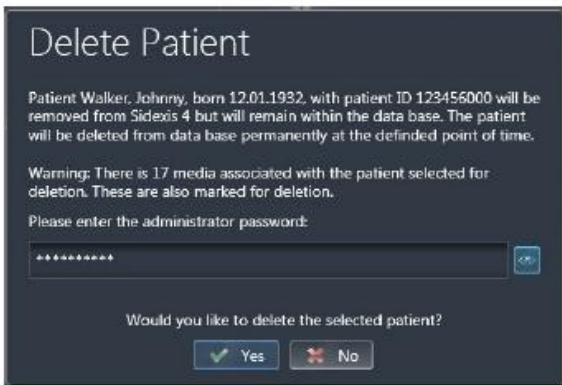 Delete Patient
Patient Walker, Johnny, born 12.01.1932, with patient ID 123456000 will be
removed from Sidexis 4 but will remain within the data base. The patient
will be deleted from data base permanently at the definded point of time.
Warning: There is 17 media associated with the patient selected for
deletion. These are also marked for deletion.
Please enter the administrator password:
**********
Would you like to delete the selected patient?
Yes No